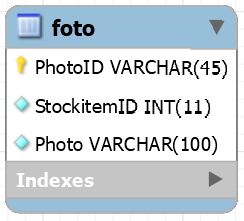 foto
PhotoID VARCHAR(45)
StockitemID INT(11)
Photo VARCHAR(100)
Indexes